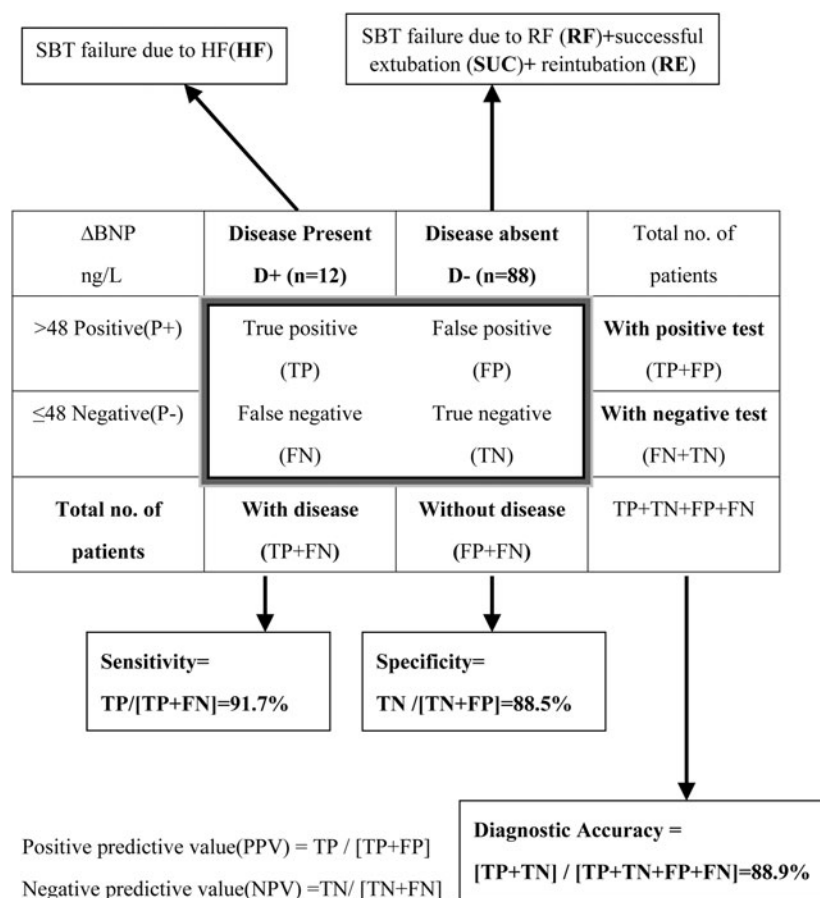 SBT failure due to HF(HF)
SBT failure due to RF (RF)+successful
extubation (SUC)+ reintubation (RE)
ΔBNP
ng/L
Disease Present
D+ (n=12)
Disease absent
D- (n=88)
Total no. of
patients
>48 Positive(P+)
True positive
(TP)
False positive
(FP)
With positive test
(TP+FP)
≤48 Negative(P-)
False negative
(FN)
True negative
(TN)
With negative test
(FN+TN)
Total no. of
patients
With disease
(TP+FN)
Without disease
(FP+FN)
TP+TN+FP+FN
Sensitivity=
TP/[TP+FN]=91.7%
Specificity=
TN /[TN+FP]=88.5%
Positive predictive value(PPV) = TP / [TP+FP]
Negative predictive value(NPV) =TN/ [TN+FN]
Diagnostic Accuracy =
[TP+TN] / [TP+TN+FP+FN]=88.9%